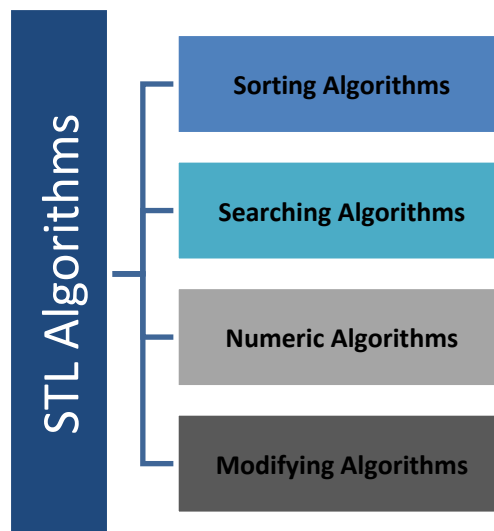 STL Algorithms
Sorting Algorithms
Searching Algorithms
Numeric Algorithms
Modifying Algorithms